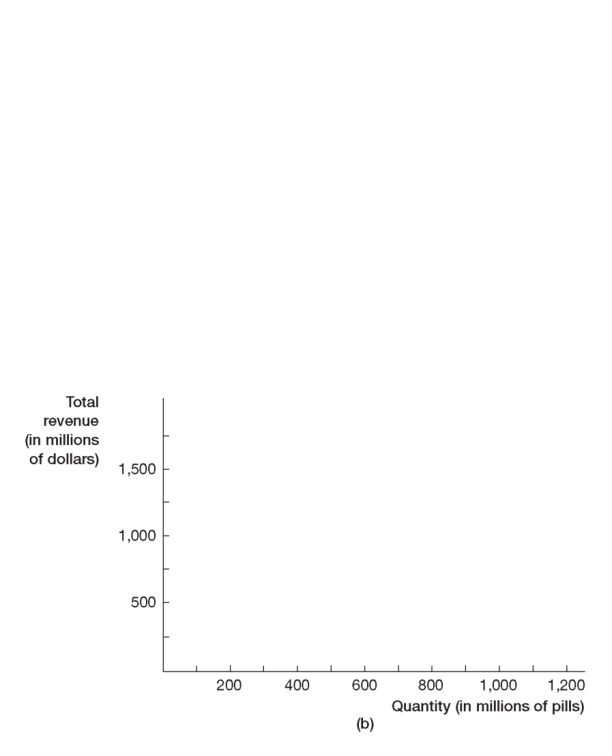 Total
revenue
(in millions
of dollars)
1,500
1,000
500
200 400 600 800 1,000 1,200
Quantity (in millions of pills)
(b)